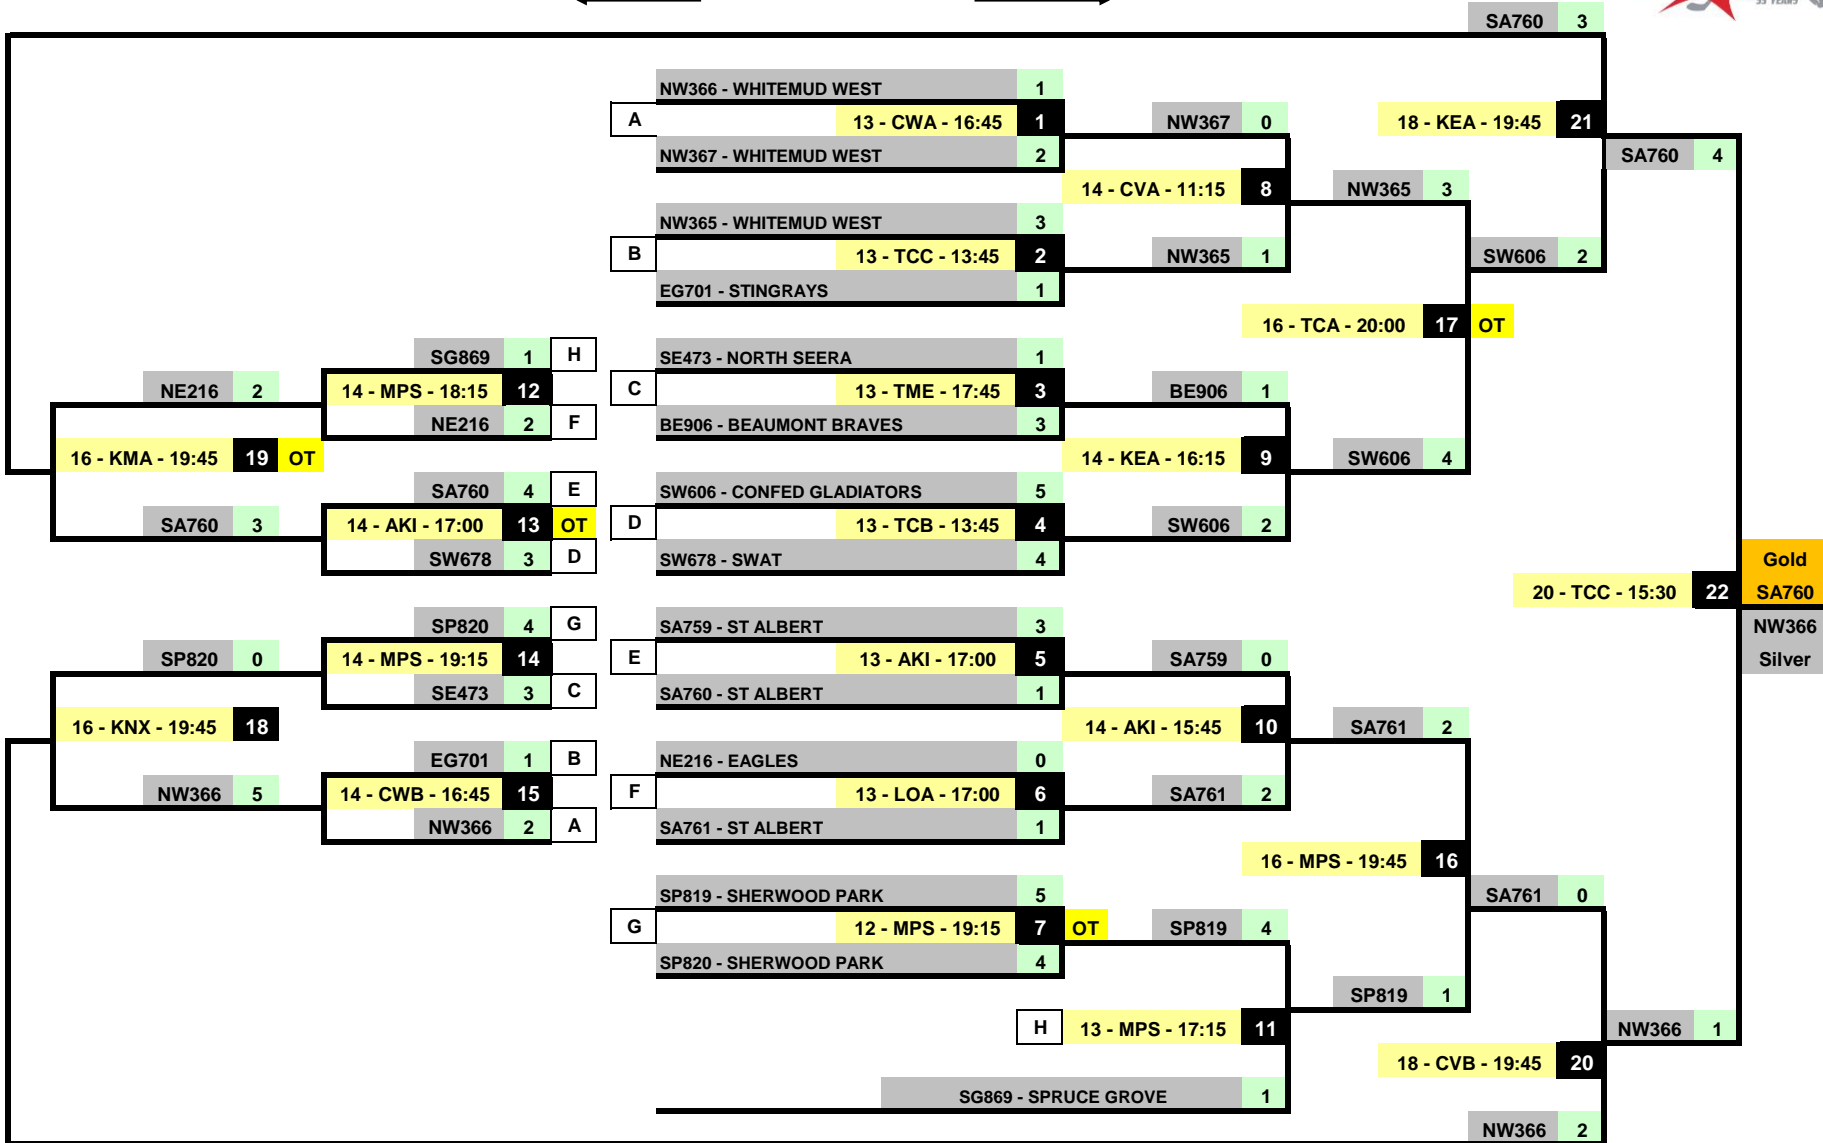 55 YEARS
SA760 3
NW366 - WHITEMUD WEST 1
A 13 - CWA - 16:45 1 NW367 0 18 - KEA - 19:45 21
NW367 - WHITEMUD WEST 2 SA760 4
14 - CVA - 11:15 8 NW365 3
NW365 - WHITEMUD WEST 3
B 13 - TCC - 13:45 2 NW365 1 SW606 2
EG701 - STINGRAYS 1
16 - TCA - 20:00 17 OT
SG869 1 H SE473 - NORTH SEERA 1
NE216 2 14 - MPS - 18:15 12 C 13 - TME - 17:45 3 BE906 1
NE216 2 F BE906 - BEAUMONT BRAVES 3
16 - KMA - 19:45 19 OT 14 - KEA - 16:15 9 SW606 4
SA760 4 E SW606 - CONFED GLADIATORS 5
SA760 3 14 - AKI - 17:00 13 OT D 13 - TCB - 13:45 4 SW606 2
SW678 3 D SW678 - SWAT 4 Gold
20 - TCC - 15:30 22 SA760
SP820 4 G SA759 - ST ALBERT 3 NW366
SP820 0 14 - MPS - 19:15 14 E 13 - AKI - 17:00 5 SA759 0 Silver
SE473 3 C SA760 - ST ALBERT 1
16 - KNX - 19:45 18 14 - AKI - 15:45 10 SA761 2
EG701 1 B NE216 - EAGLES 0
NW366 5 14 - CWB - 16:45 15 F 13 - LOA - 17:00 6 SA761 2
NW366 2 A SA761 - ST ALBERT 1
16 - MPS - 19:45 16
SP819 - SHERWOOD PARK 5 SA761 0
G 12 - MPS - 19:15 7 OT SP819 4
SP820 - SHERWOOD PARK 4
SP819 1
H 13 - MPS - 17:15 11 NW366 1
18 - CVB - 19:45 20
SG869 - SPRUCE GROVE 1
NW366 2